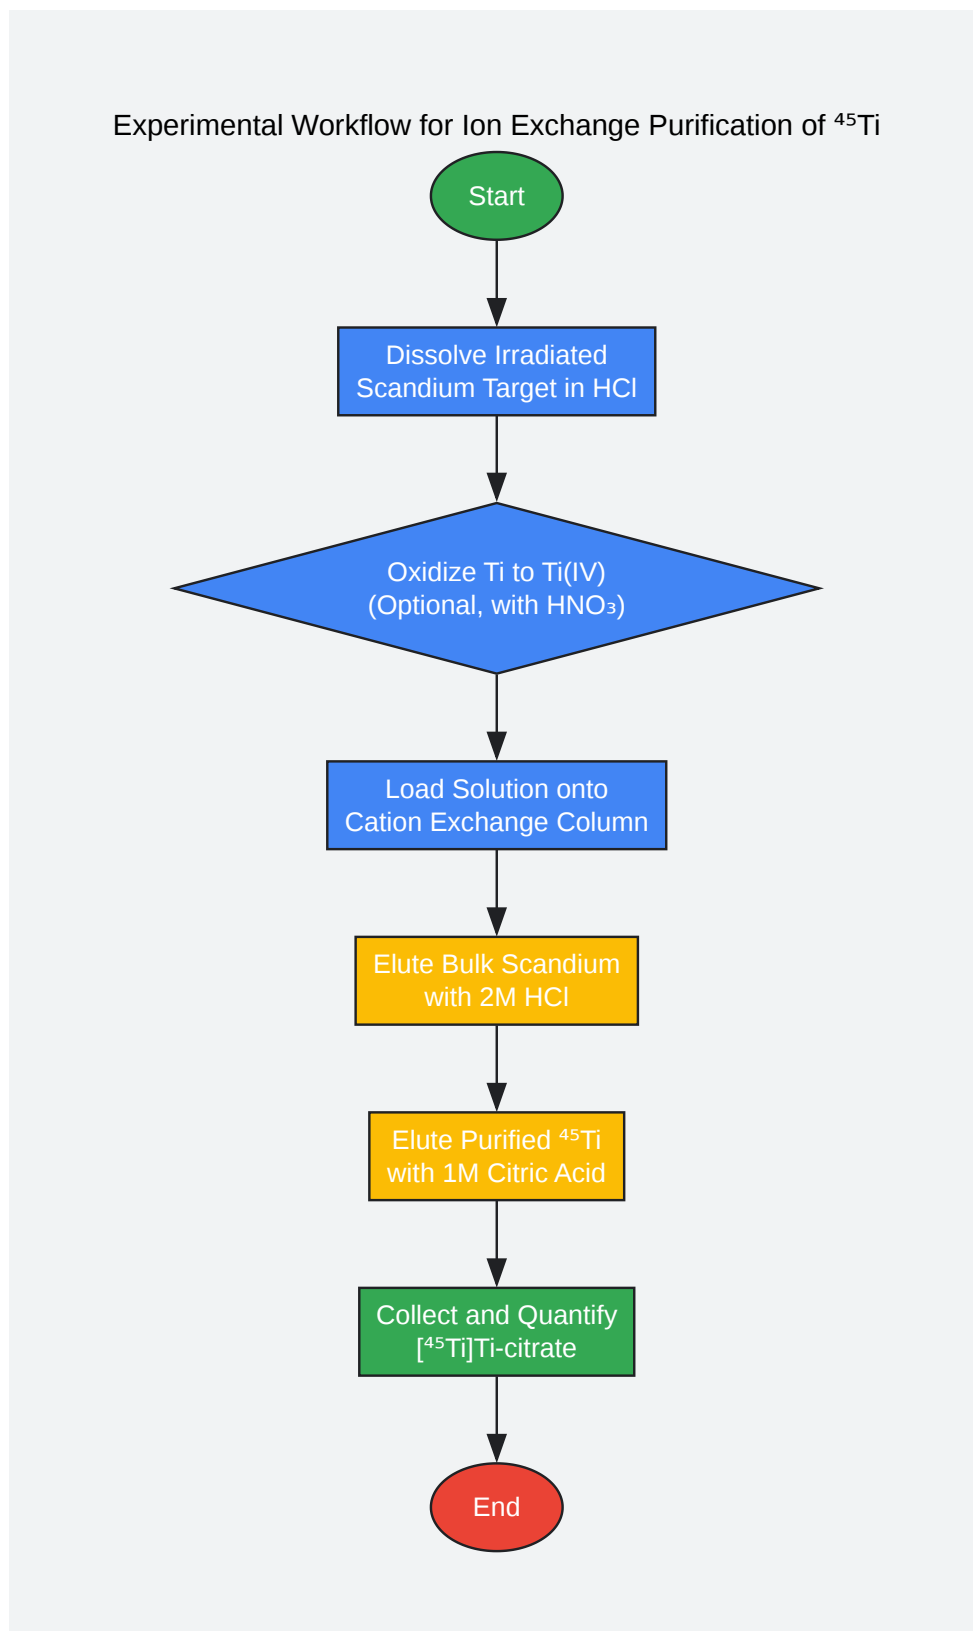 Experimental Workflow for Ion Exchange Purification of ⁴⁵Ti
Start
Dissolve Irradiated
Scandium Target in HCl
Oxidize Ti to Ti(IV)
(Optional, with HNO₃)
Load Solution onto
Cation Exchange Column
Elute Bulk Scandium
with 2M HCl
Elute Purified ⁴⁵Ti
with 1M Citric Acid
Collect and Quantify
[⁴⁵Ti]Ti-citrate
End